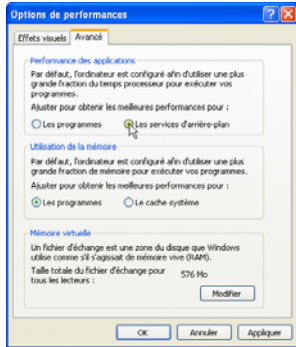 Options de performances
Effets visuels Avancé
Performance des applications
Par défaut, l'ordinateur est configuré afin d'utiliser une plus
grande fraction du temps processeur pour exécuter vos
programmes.
Ajuster pour obtenir les meilleures performances pour :
Les programmes Les services d'arrière-plan
Utilisation de la mémoire
Par défaut, l'ordinateur est configuré afin d'utiliser une plus
grande fraction de mémoire pour exécuter vos programmes.
Ajuster pour obtenir les meilleures performances pour :
Les programmes Le cache système
Mémoire virtuelle
Un fichier d'échange est une zone du disque que Windows
utilise comme s'il s'agissait de mémoire vive (RAM).
Taille totale du fichier d'échange pour 576 Mo
tous les lecteurs :
Modifier
OK Annuler Appliquer